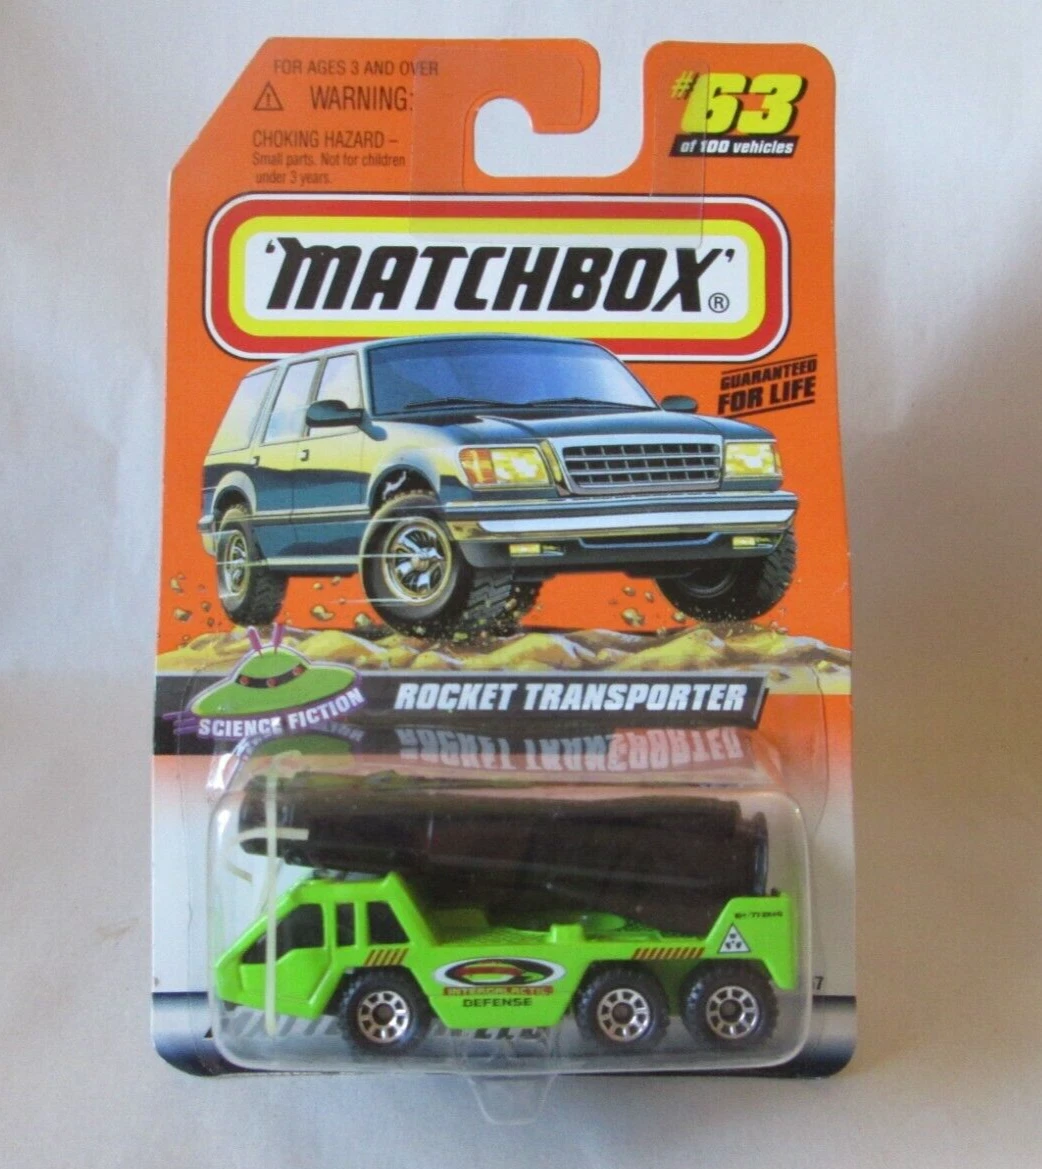 FOR AGES 3 AND OVER
WARNING:
CHOKING HAZARD –
Small parts. Not for children
under 3 years.
#63
of 100 vehicles
'MATCHBOX'®
GUARANTEED
FOR LIFE
SCIENCE FICTION
ROCKET TRANSPORTER
INTERGALACTIC
DEFENSE